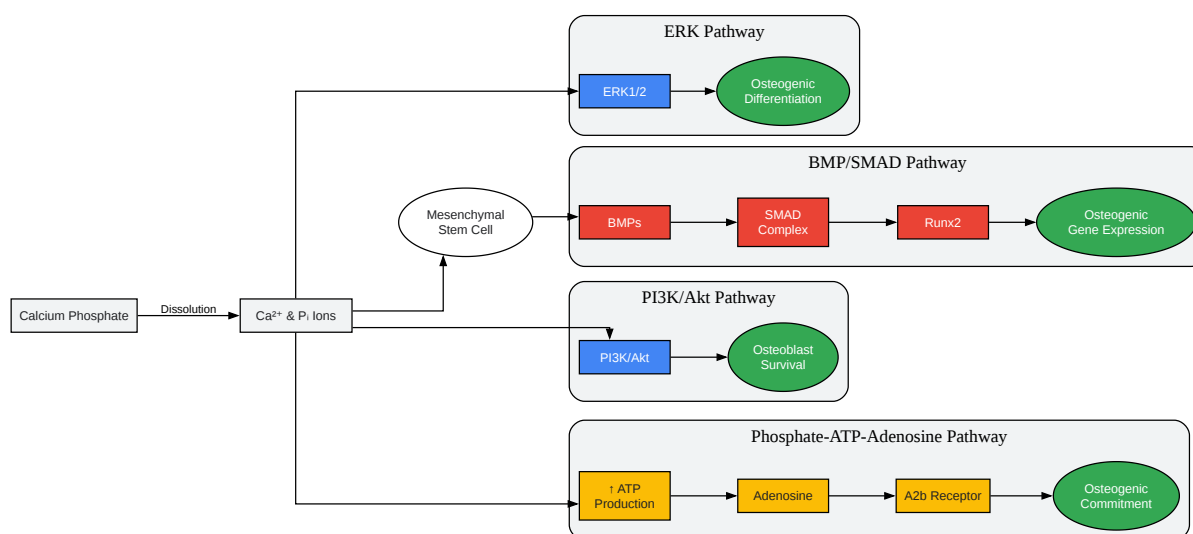 ERK Pathway
ERK1/2
Osteogenic
Differentiation
BMP/SMAD Pathway
Mesenchymal
Stem Cell
BMPs
SMAD
Complex
Runx2
Osteogenic
Gene Expression
Calcium Phosphate
Dissolution
Ca²⁺ & Pᵢ Ions
PI3K/Akt Pathway
PI3K/Akt
Osteoblast
Survival
Phosphate-ATP-Adenosine Pathway
↑ ATP
Production
Adenosine
A2b Receptor
Osteogenic
Commitment